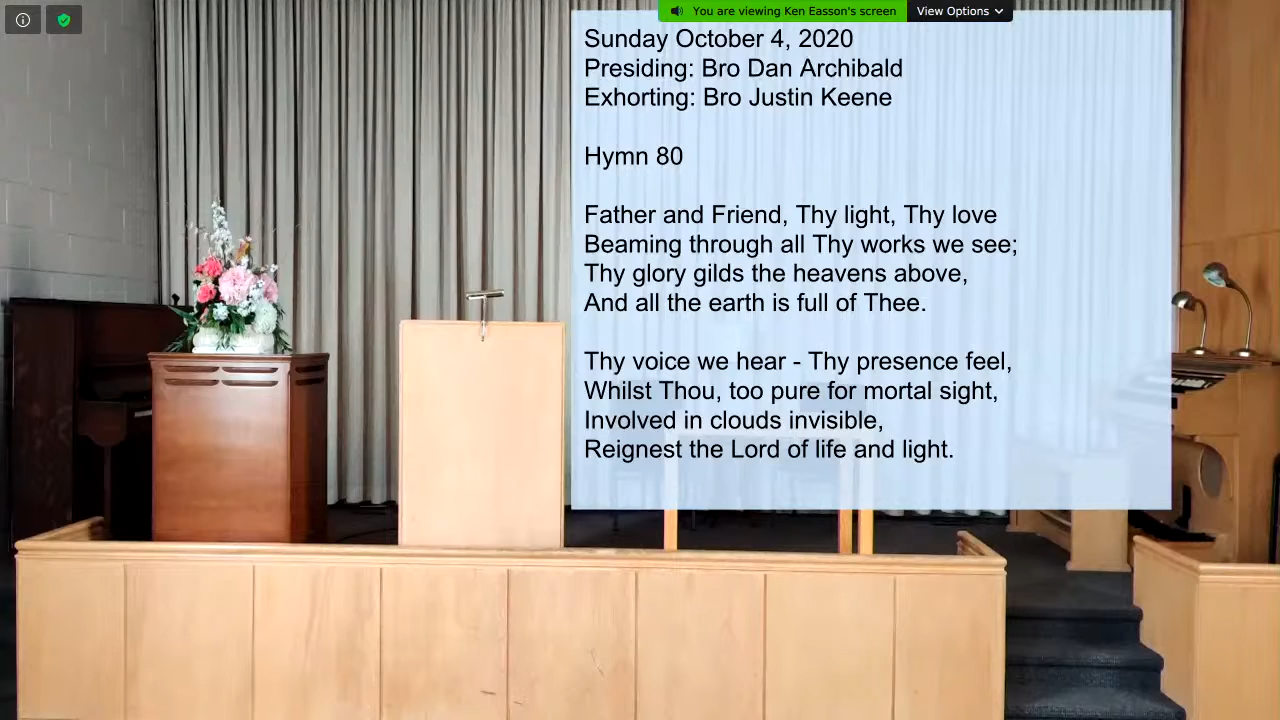 You are viewing Ken Easson's screen View Options
Sunday October 4, 2020
Presiding: Bro Dan Archibald
Exhorting: Bro Justin Keene
Hymn 80
Father and Friend, Thy light, Thy love
Beaming through all Thy works we see;
Thy glory gilds the heavens above,
And all the earth is full of Thee.
Thy voice we hear - Thy presence feel,
Whilst Thou, too pure for mortal sight,
Involved in clouds invisible,
Reignest the Lord of life and light.